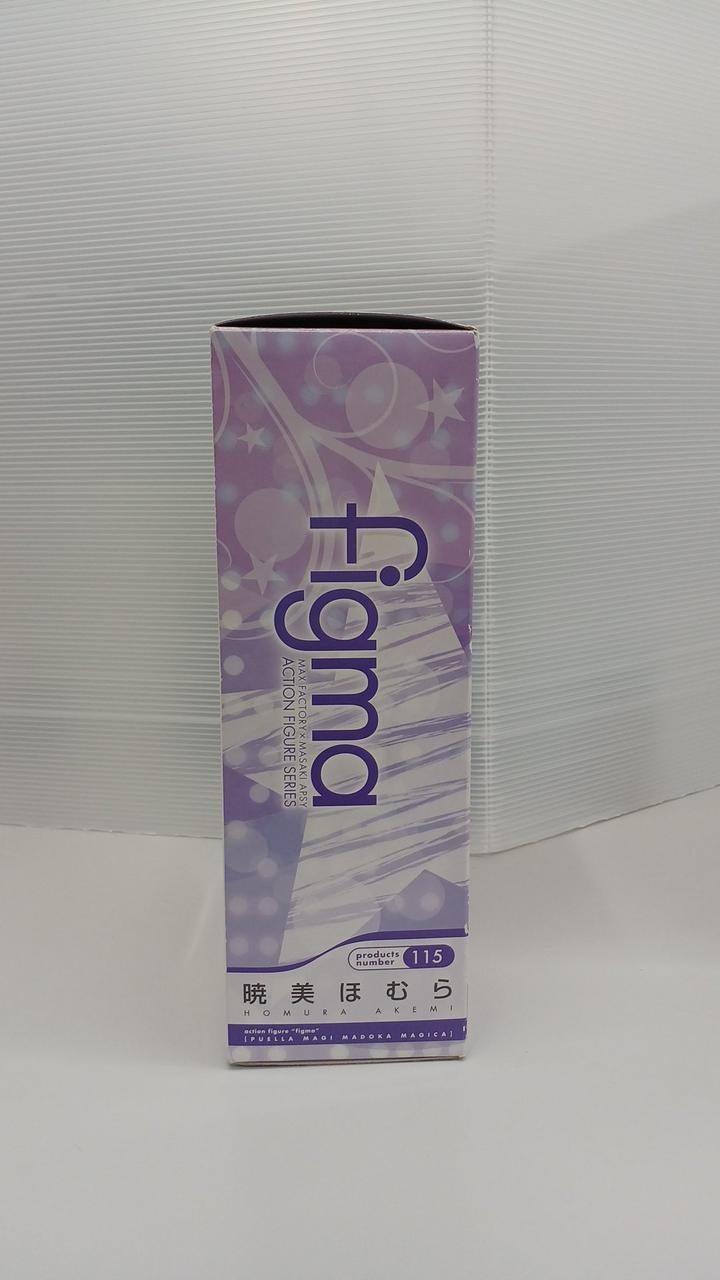 figma
MAX FACTORY×MASAKI APSY
ACTION FIGURE SERIES
products
number 115
暁美ほむら
HOMURA AKEMI
action figure "figma"
[PUELLA MAGI MADOKA MAGICA]